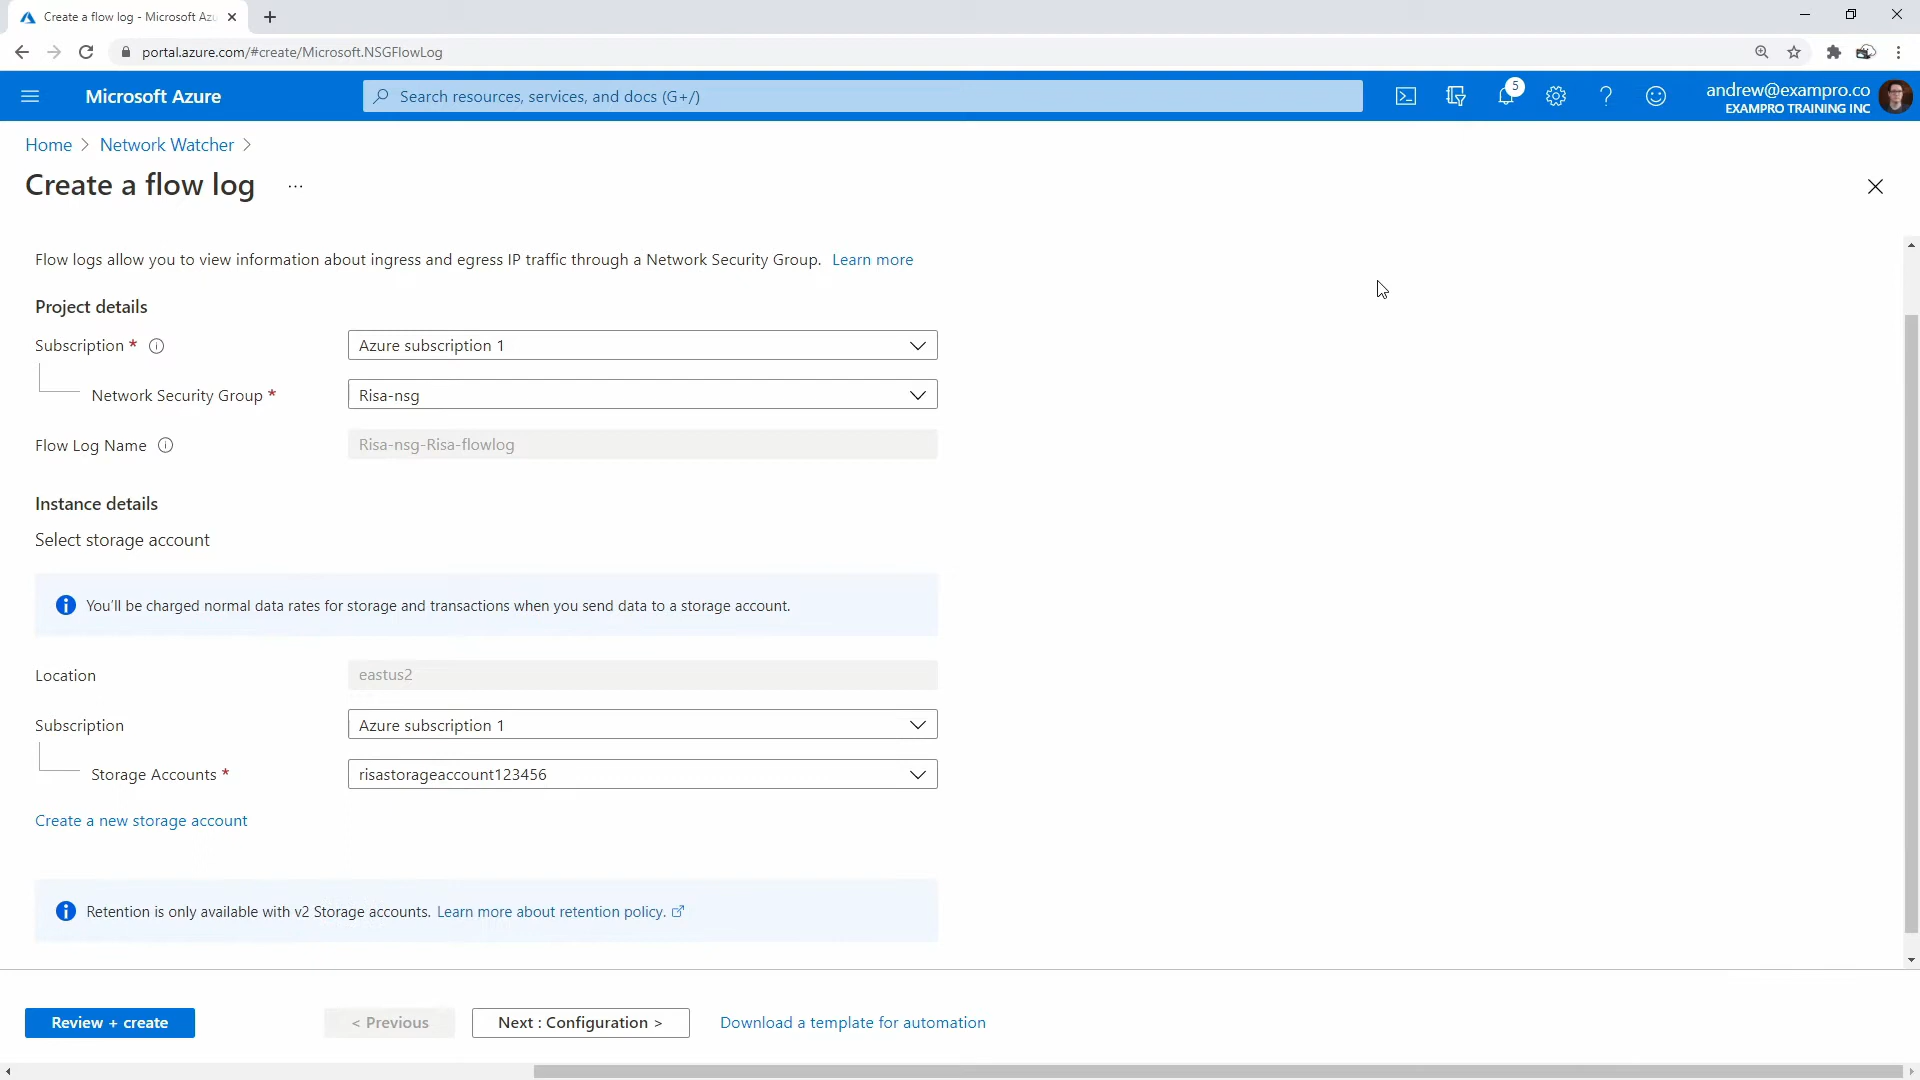 Create a flow log - Microsoft Azu
portal.azure.com/#create/Microsoft.NSGFlowLog
Microsoft Azure
Search resources, services, and docs (G+/)
5
andrew@exampro.co
EXAMPRO TRAINING INC
Home > Network Watcher >
Create a flow log ...
Flow logs allow you to view information about ingress and egress IP traffic through a Network Security Group. Learn more
Project details
Subscription *
Azure subscription 1
Network Security Group *
Risa-nsg
Flow Log Name
Risa-nsg-Risa-flowlog
Instance details
Select storage account
You'll be charged normal data rates for storage and transactions when you send data to a storage account.
Location
eastus2
Subscription
Azure subscription 1
Storage Accounts *
risastorageaccount123456
Create a new storage account
Retention is only available with v2 Storage accounts. Learn more about retention policy.
Review + create
< Previous
Next : Configuration >
Download a template for automation